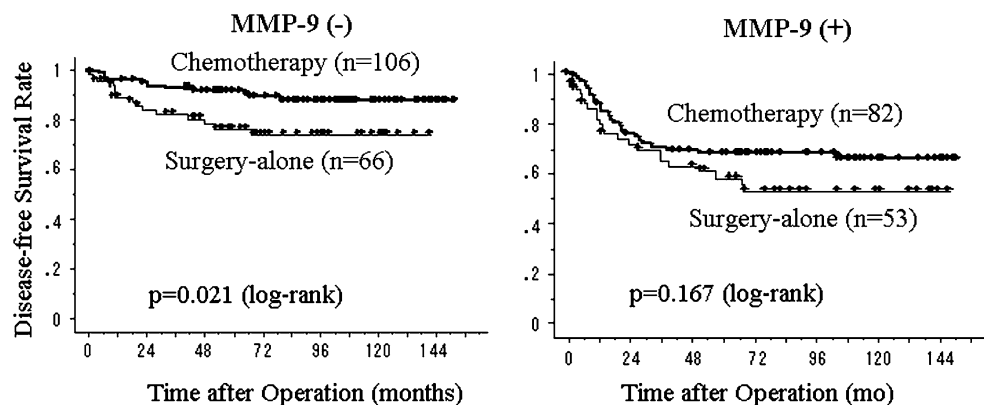 MMP-9 (-)
Disease-free Survival Rate
1
.8
.6
.4
.2
0
Chemotherapy (n=106)
Surgery-alone (n=66)
p=0.021 (log-rank)
0 24 48 72 96 120 144
Time after Operation (months)
MMP-9 (+)
1
.8
.6
.4
.2
0
Chemotherapy (n=82)
Surgery-alone (n=53)
p=0.167 (log-rank)
0 24 48 72 96 120 144
Time after Operation (mo)